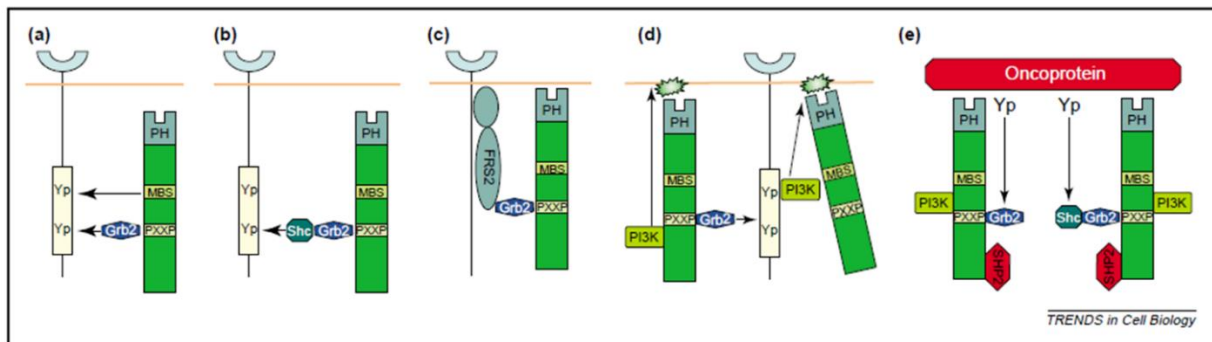 (a)
(b)
(c)
(d)
(e)
Oncoprotein
PH
MBS
PXXP
Yp
Yp
Grb2
PH
MBS
PXXP
Yp
Yp
Shc
Grb2
PH
MBS
PXXP
FRS2
Grb2
PH
MBS
PXXP
PI3K
Grb2
Yp
Yp
PI3K
PH
MBS
PXXP
Yp
Yp
PH
MBS
PXXP
PI3K
Grb2
SHP2
Shc
Grb2
PH
MBS
PXXP
PI3K
SHP2
TRENDS in Cell Biology